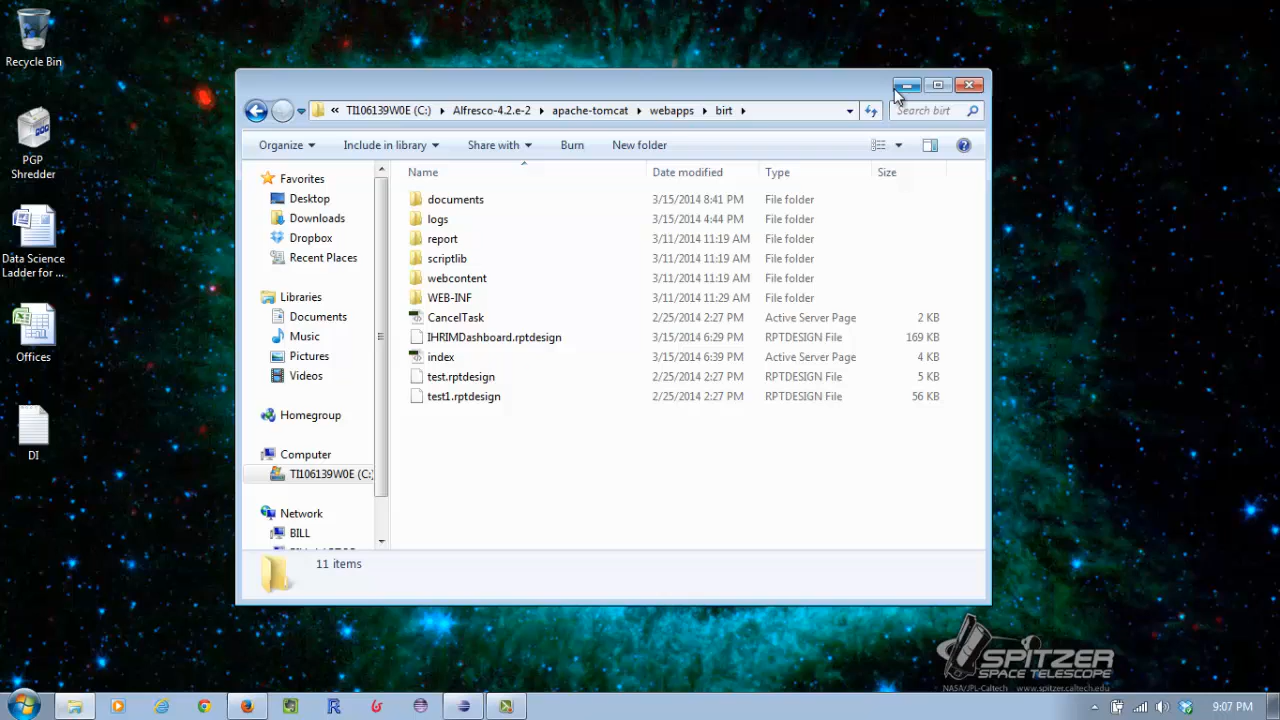 Recycle Bin
PGP
Shredder
Data Science
Ladder for ...
Offices
DI
« TI106139W0E (C:) Alfresco-4.2.e-2 apache-tomcat webapps birt
Search birt
Organize Include in library Share with Burn New folder
Name Date modified Type Size
Favorites
Desktop
Downloads
Dropbox
Recent Places
Libraries
Documents
Music
Pictures
Videos
Homegroup
Computer
TI106139W0E (C:)
Network
BILL
documents 3/15/2014 8:41 PM File folder
logs 3/15/2014 4:44 PM File folder
report 3/11/2014 11:19 AM File folder
scriptlib 3/11/2014 11:19 AM File folder
webcontent 3/11/2014 11:19 AM File folder
WEB-INF 3/11/2014 11:29 AM File folder
CancelTask 2/25/2014 2:27 PM Active Server Page 2 KB
IHRIMDashboard.rptdesign 3/15/2014 6:29 PM RPTDESIGN File 169 KB
index 3/15/2014 6:39 PM Active Server Page 4 KB
test.rptdesign 2/25/2014 2:27 PM RPTDESIGN File 5 KB
test1.rptdesign 2/25/2014 2:27 PM RPTDESIGN File 56 KB
11 items
SPITZER
SPACE TELESCOPE
NASA/JPL-Caltech www.spitzer.caltech.edu
9:07 PM